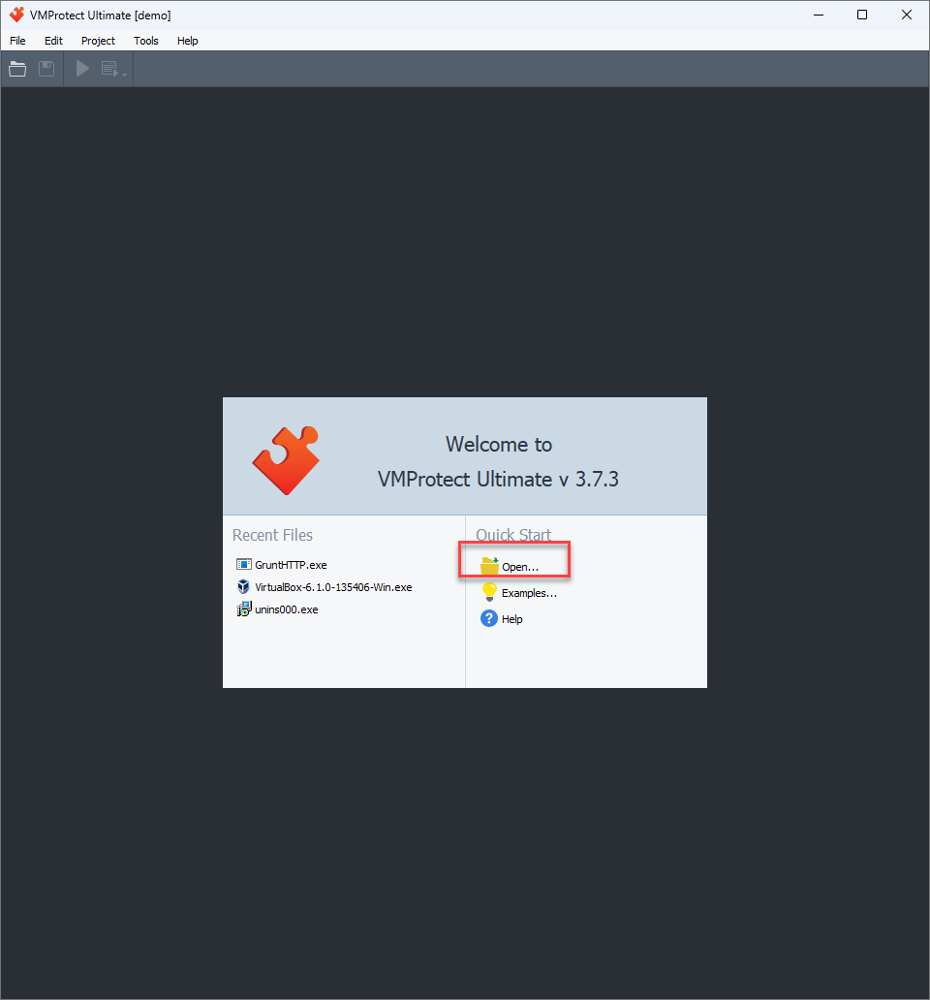 VMProtect Ultimate [demo]
File Edit Project Tools Help
Welcome to
VMProtect Ultimate v 3.7.3
Recent Files
GruntHTTP.exe
VirtualBox-6.1.0-135406-Win.exe
unins000.exe
Quick Start
Open...
Examples...
Help